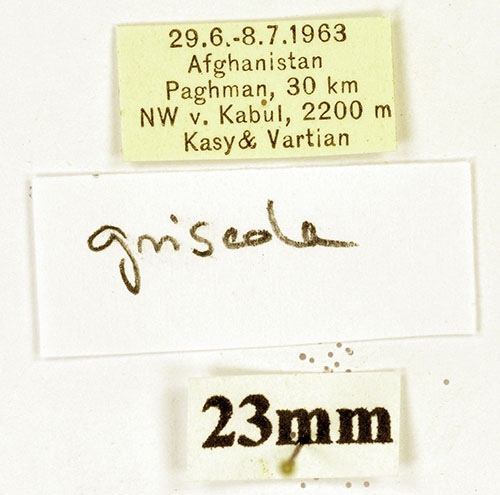 29.6.-8.7.1963
Afghanistan
Paghman, 30 km
NW v. Kabul, 2200 m
Kasy & Vartian
griseola
23mm